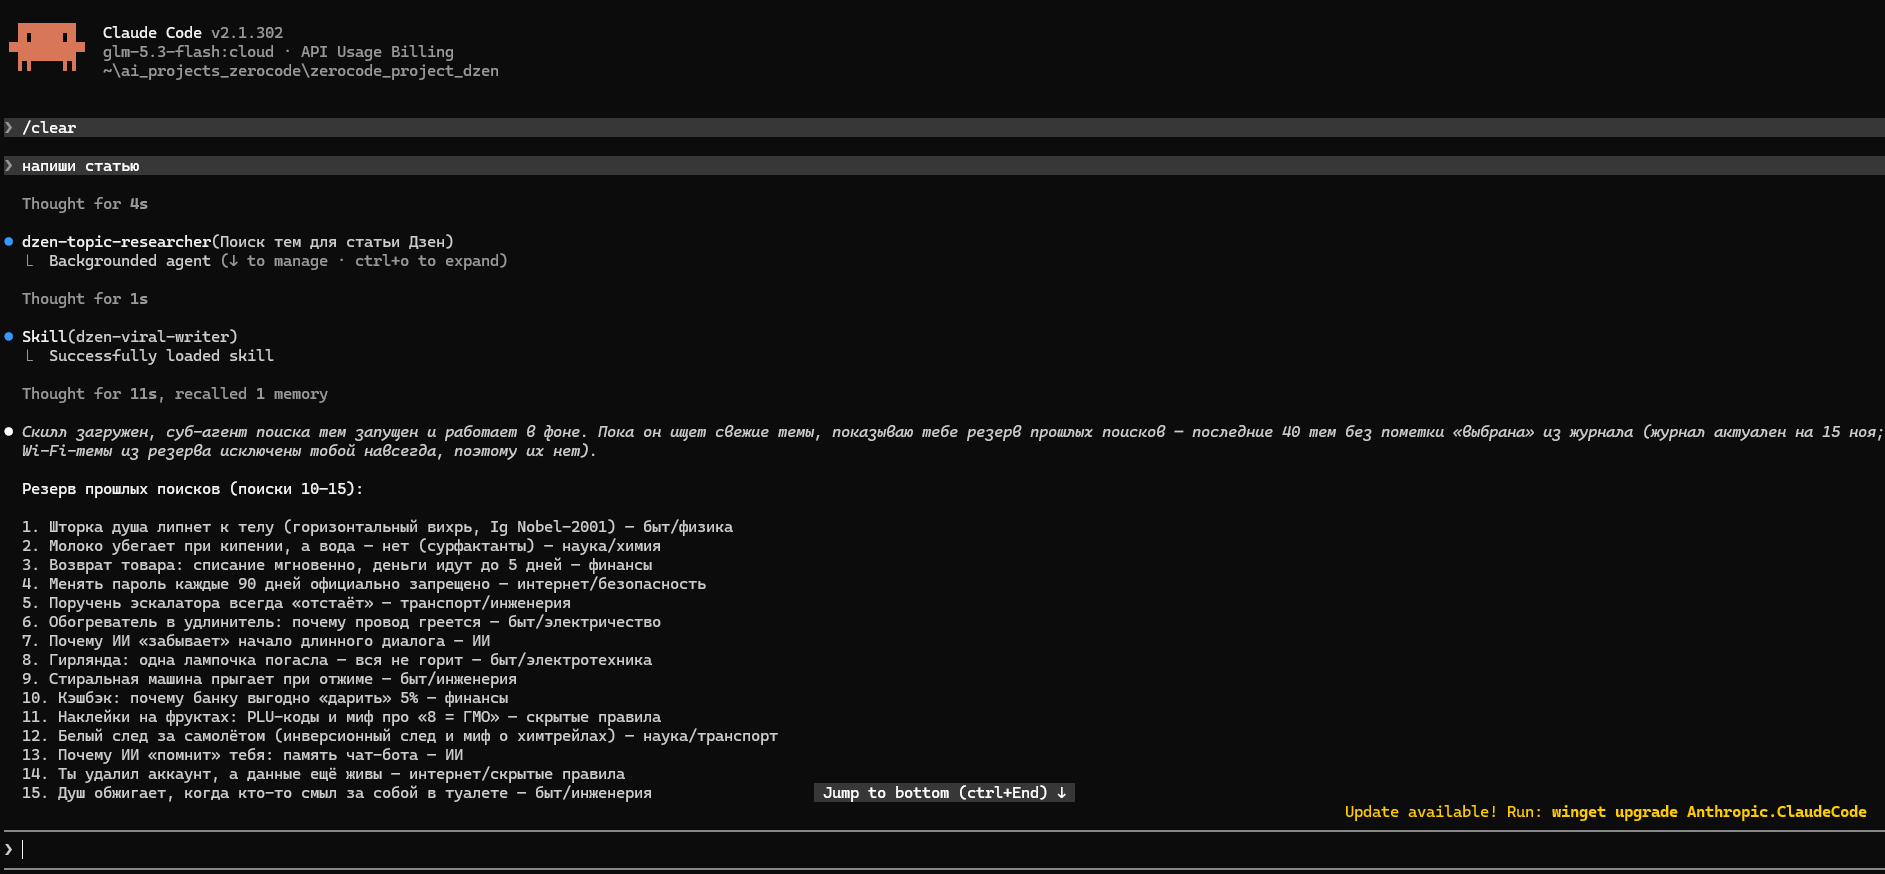 Claude Code v2.1.302
glm-5.3-flash:cloud · API Usage Billing
~\ai_projects_zerocode\zerocode_project_dzen
❯ /clear
❯ напиши статью
Thought for 4s
● dzen-topic-researcher(Поиск тем для статьи Дзен)
└ Backgrounded agent (↓ to manage · ctrl+o to expand)
Thought for 1s
● Skill(dzen-viral-writer)
└ Successfully loaded skill
Thought for 11s, recalled 1 memory
● Скилл загружен, суб-агент поиска тем запущен и работает в фоне. Пока он ищет свежие темы, показываю тебе резерв прошлых поисков — последние 40 тем без пометки «выбрана» из журнала (журнал актуален на 15 ноя;
Wi-Fi-темы из резерва исключены тобой навсегда, поэтому их нет).
Резерв прошлых поисков (поиски 10–15):
1. Шторка душа липнет к телу (горизонтальный вихрь, Ig Nobel-2001) — быт/физика
2. Молоко убегает при кипении, а вода — нет (сурфактанты) — наука/химия
3. Возврат товара: списание мгновенно, деньги идут до 5 дней — финансы
4. Менять пароль каждые 90 дней официально запрещено — интернет/безопасность
5. Поручень эскалатора всегда «отстаёт» — транспорт/инженерия
6. Обогреватель в удлинитель: почему провод греется — быт/электричество
7. Почему ИИ «забывает» начало длинного диалога — ИИ
8. Гирлянда: одна лампочка погасла — вся не горит — быт/электротехника
9. Стиральная машина прыгает при отжиме — быт/инженерия
10. Кэшбэк: почему банку выгодно «дарить» 5% — финансы
11. Наклейки на фруктах: PLU-коды и миф про «8 = ГМО» — скрытые правила
12. Белый след за самолётом (инверсионный след и миф о химтрейлах) — наука/транспорт
13. Почему ИИ «помнит» тебя: память чат-бота — ИИ
14. Ты удалил аккаунт, а данные ещё живы — интернет/скрытые правила
15. Душ обжигает, когда кто-то смыл за собой в туалете — быт/инженерия
Jump to bottom (ctrl+End) ↓
Update available! Run: winget upgrade Anthropic.ClaudeCode
❯